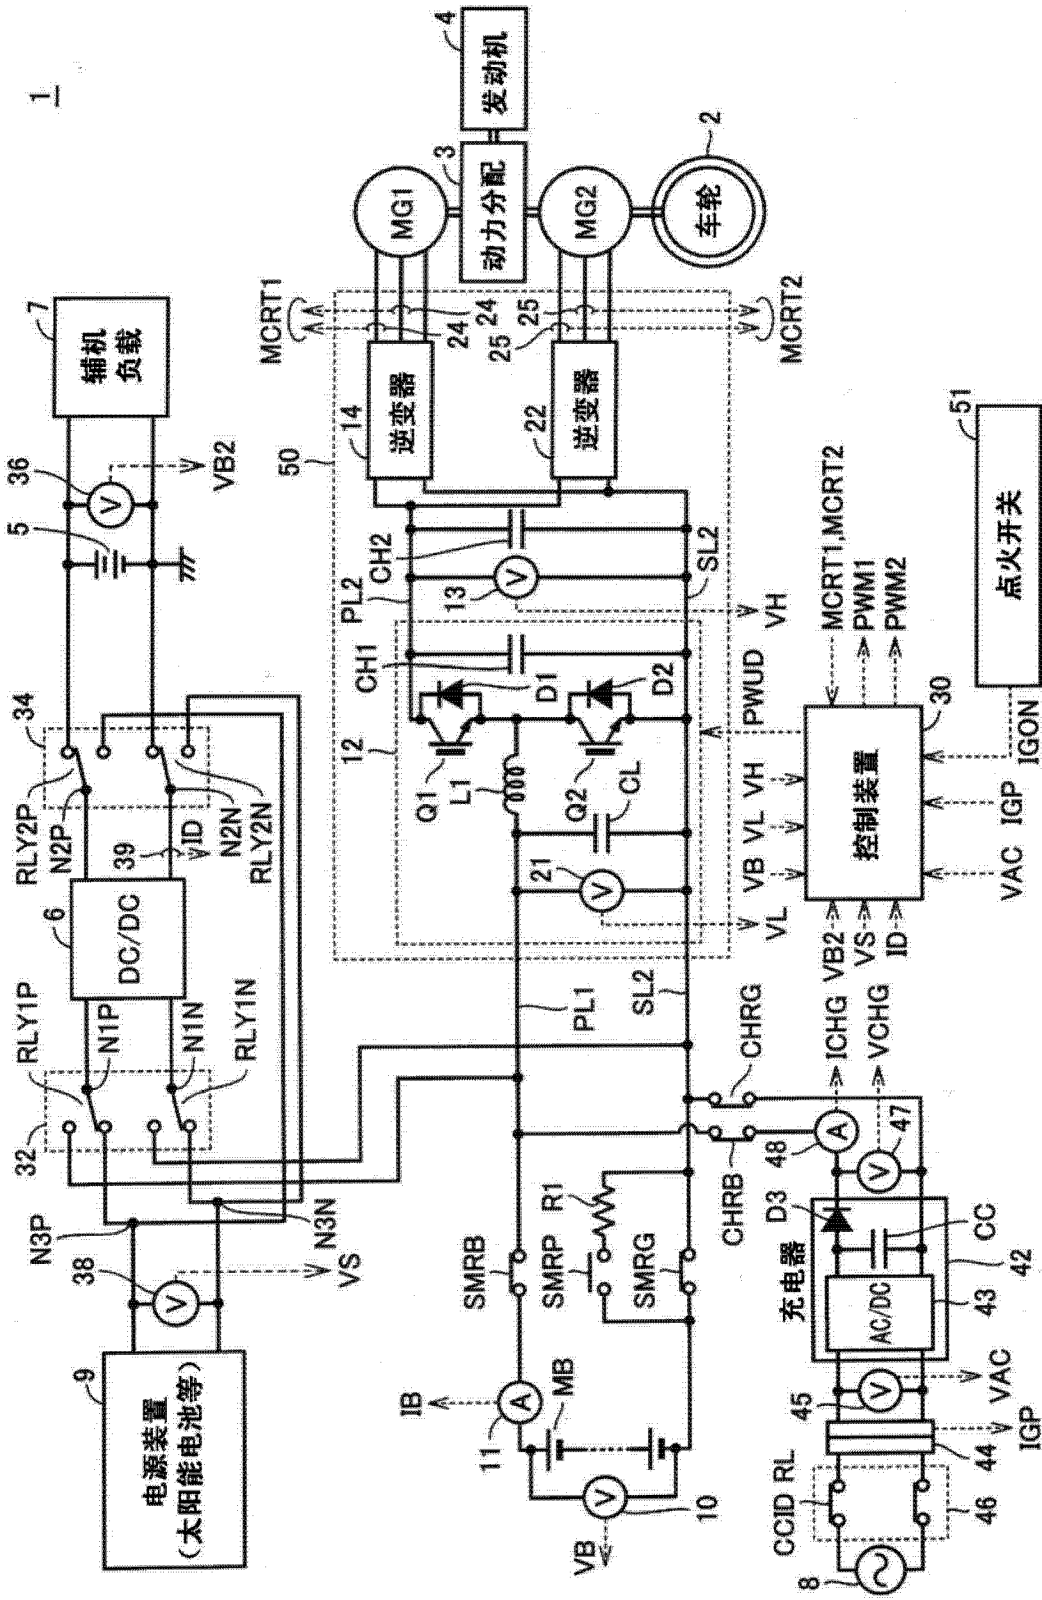 1
4
发动机
3
动力分配
MG1
MG2
2
车轮
MCRT1
MCRT2
24
24
25
25
7
辅机
负载
36
VB2
5
34
RLY2P
N2P
39
ID
N2N
RLY2N
6
DC/DC
RLY1P
N1P
N1N
RLY1N
32
N3P
N3N
38
VS
V
V
9
电源装置
(太阳能电池等)
50
14
逆变器
22
逆变器
PL2
CH2
13
V
VH
SL2
12
CH1
Q1
D1
L1
Q2
D2
CL
21
V
VL
PWUD
PL1
SL2
SMRB
SMRP
R1
SMRG
CHRB
CHRG
IB
11
A
MB
V
10
VB
51
点火开关
IGON
MCRT1,MCRT2
PWM1
PWM2
30
控制装置
VH
VL
VB
VB2
VS
ID
VAC
IGP
ICHG
VCHG
48
A
V
47
充电器
D3
CC
42
AC/DC
43
45
V
VAC
44
IGP
CCID RL
46
8